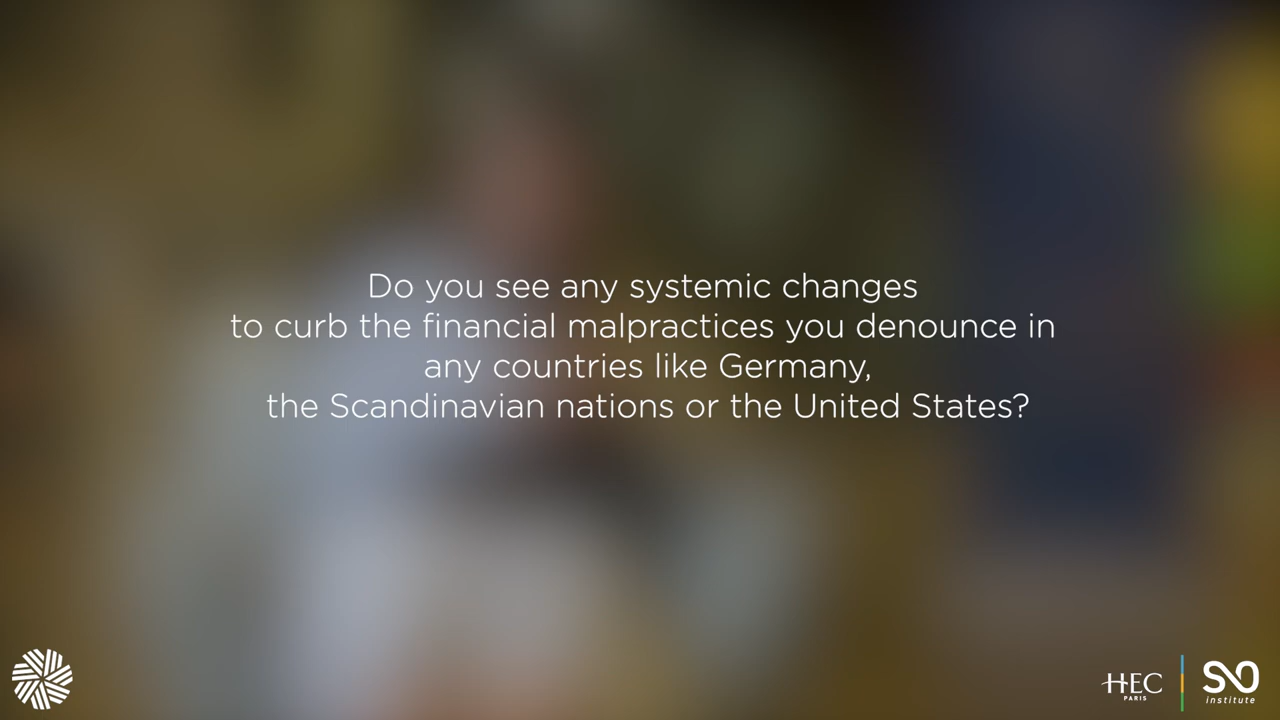 Do you see any systemic changes
to curb the financial malpractices you denounce in
any countries like Germany,
the Scandinavian nations or the United States?
HEC
PARIS
SO
institute